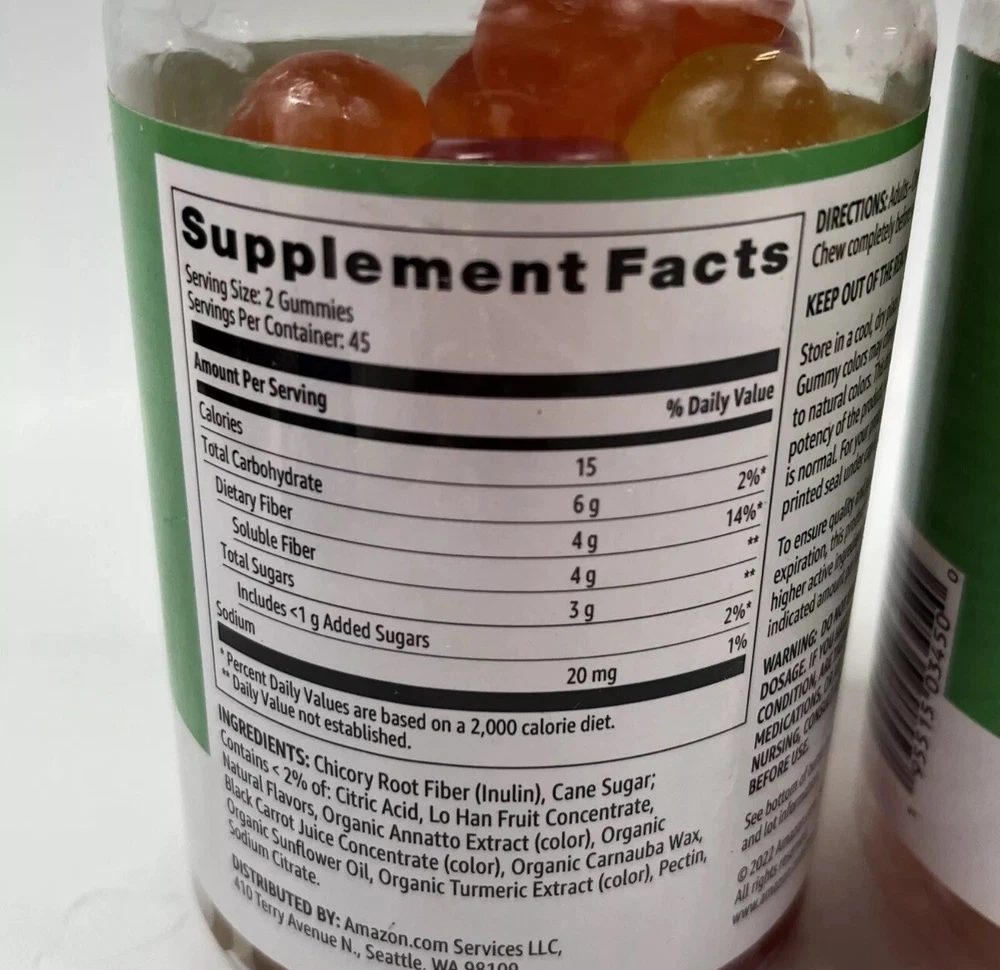 Supplement Facts
Serving Size: 2 Gummies
Servings Per Container: 45
Amount Per Serving % Daily Value
Calories 15
Total Carbohydrate 6 g 2%*
Dietary Fiber 4 g 14%*
Soluble Fiber 4 g **
Total Sugars 3 g **
Includes <1 g Added Sugars 2%*
Sodium 20 mg 1%
* Percent Daily Values are based on a 2,000 calorie diet.
** Daily Value not established.
INGREDIENTS: Chicory Root Fiber (Inulin), Cane Sugar;
Contains < 2% of: Citric Acid, Lo Han Fruit Concentrate,
Natural Flavors, Organic Annatto Extract (color), Organic
Black Carrot Juice Concentrate (color), Organic Carnauba Wax,
Organic Sunflower Oil, Organic Turmeric Extract (color), Pectin,
Sodium Citrate.
DISTRIBUTED BY: Amazon.com Services LLC,
410 Terry Avenue N., Seattle, WA 98109
DIRECTIONS: Adults
Chew completely
KEEP OUT OF THE
Store in a cool, dry
Gummy colors may
to natural colors.
potency of the
is normal. For your
printed seal under
To ensure quality
expiration, this
higher active
indicated amount
WARNING: DO NOT
DOSAGE. IF YOU
CONDITION,
MEDICATIONS,
NURSING,
BEFORE USE.
See bottom of
and lot
© 2022
All rights
03450 0